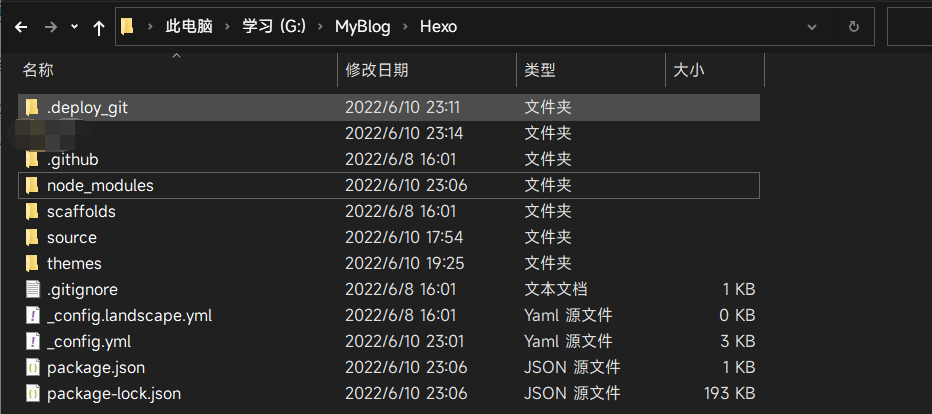 此电脑 学习 (G:) MyBlog Hexo
名称 修改日期 类型 大小
.deploy_git 2022/6/10 23:11 文件夹
2022/6/10 23:14 文件夹
.github 2022/6/8 16:01 文件夹
node_modules 2022/6/10 23:06 文件夹
scaffolds 2022/6/8 16:01 文件夹
source 2022/6/10 17:54 文件夹
themes 2022/6/10 19:25 文件夹
.gitignore 2022/6/8 16:01 文本文档 1 KB
_config.landscape.yml 2022/6/8 16:01 Yaml 源文件 0 KB
_config.yml 2022/6/10 23:01 Yaml 源文件 3 KB
package.json 2022/6/10 23:06 JSON 源文件 1 KB
package-lock.json 2022/6/10 23:06 JSON 源文件 193 KB